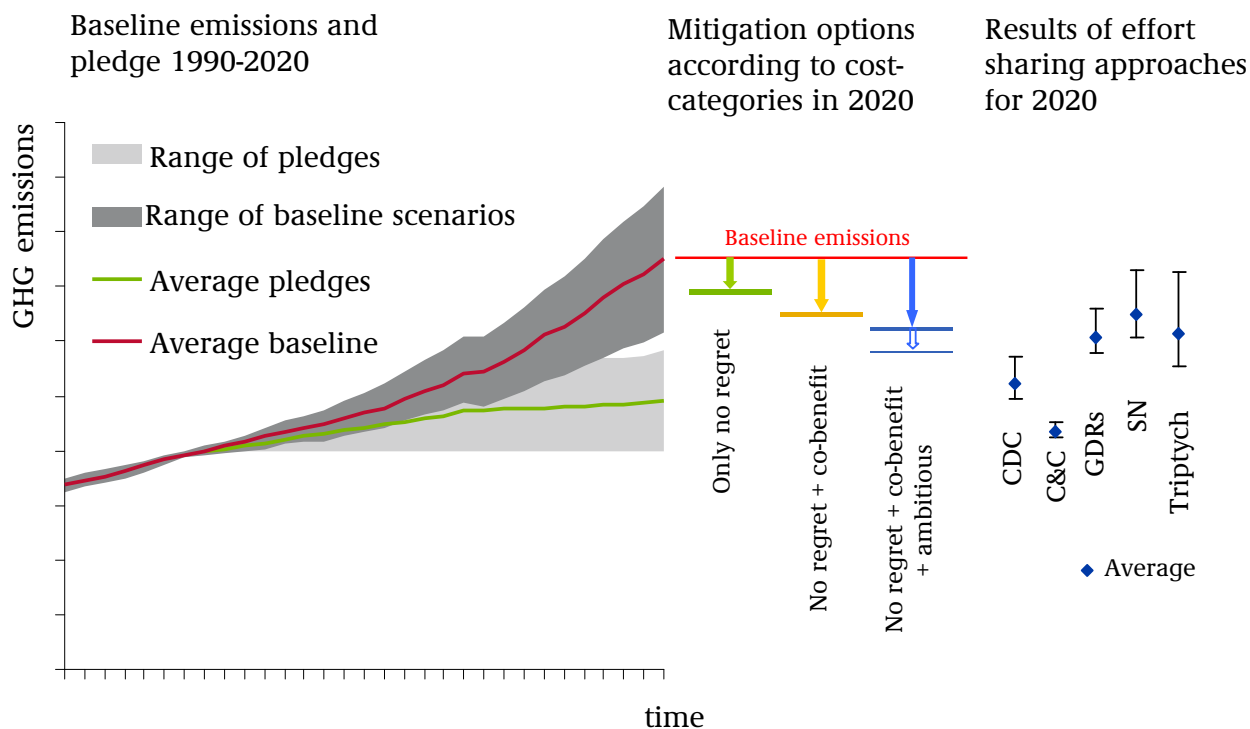 Baseline emissions and
pledge 1990-2020
Mitigation options
according to cost-
categories in 2020
Results of effort
sharing approaches
for 2020
GHG emissions
Range of pledges
Range of baseline scenarios
Average pledges
Average baseline
time
Baseline emissions
Only no regret
No regret + co-benefit
No regret + co-benefit
+ ambitious
CDC
C&C
GDRs
SN
Triptych
Average